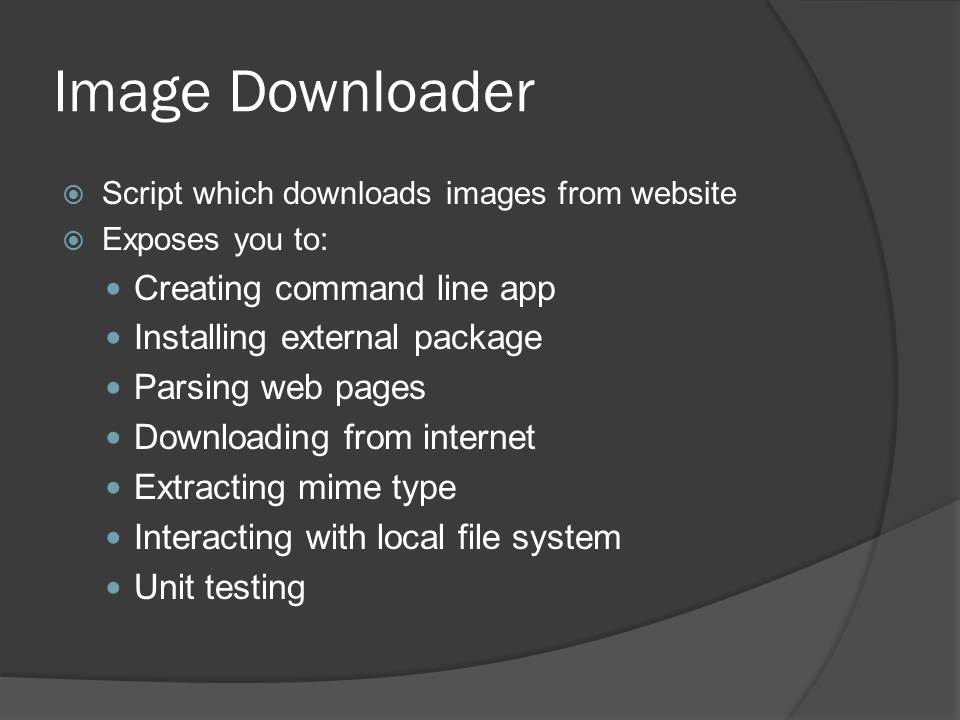 Image Downloader
Script which downloads images from website
Exposes you to:
Creating command line app
Installing external package
Parsing web pages
Downloading from internet
Extracting mime type
Interacting with local file system
Unit testing